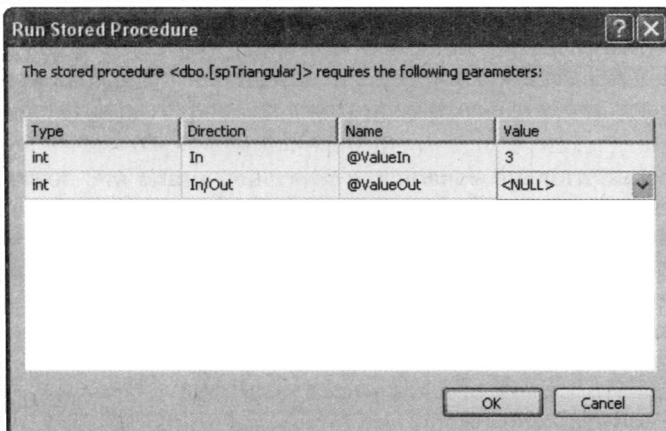 Run Stored Procedure
The stored procedure <dbo.[spTriangular]> requires the following parameters:
Type Direction Name Value
int In @ValueIn 3
int In/Out @ValueOut <NULL>
OK Cancel